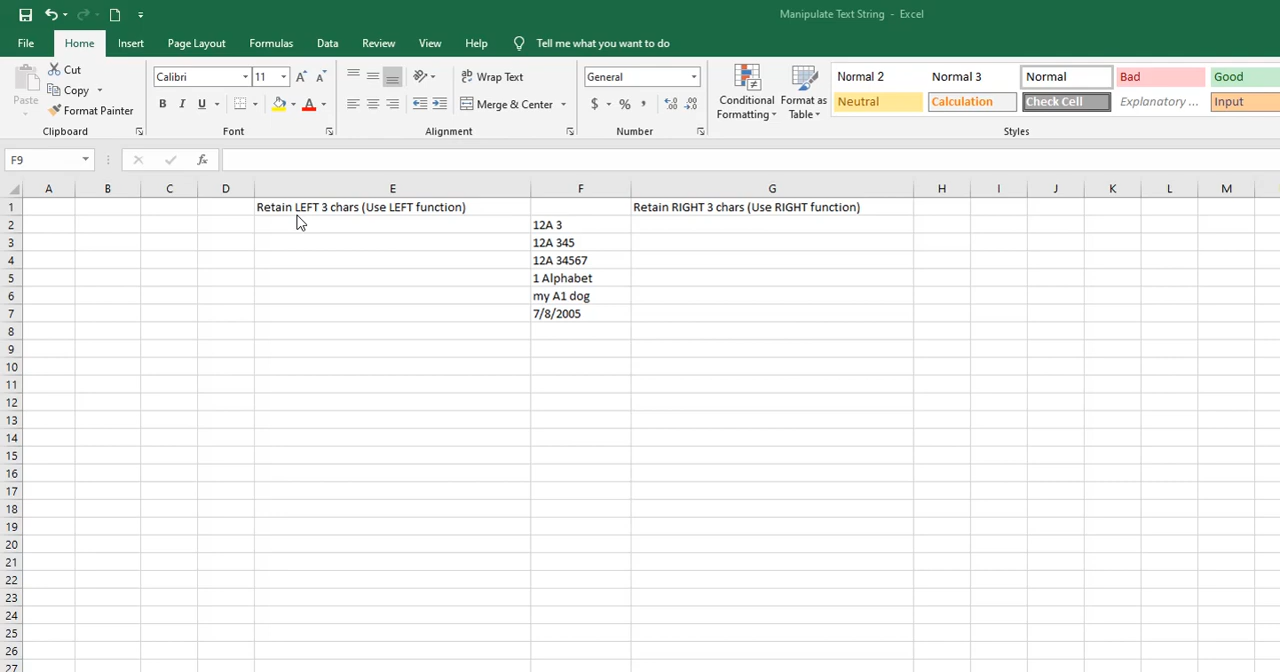 Manipulate Text String - Excel
File Home Insert Page Layout Formulas Data Review View Help Tell me what you want to do
Paste
Cut
Copy
Format Painter
Clipboard
Calibri 11
B I U
Font
Wrap Text
Merge & Center
Alignment
General
$ % ,
Number
Conditional Formatting
Format as Table
Normal 2 Normal 3 Normal Bad Good
Neutral Calculation Check Cell Explanatory ... Input
Styles
F9 fx
A B C D E F G H I J K L M
1 Retain LEFT 3 chars (Use LEFT function) Retain RIGHT 3 chars (Use RIGHT function)
2 12A 3
3 12A 345
4 12A 34567
5 1 Alphabet
6 my A1 dog
7 7/8/2005
8
9
10
11
12
13
14
15
16
17
18
19
20
21
22
23
24
25
26
27